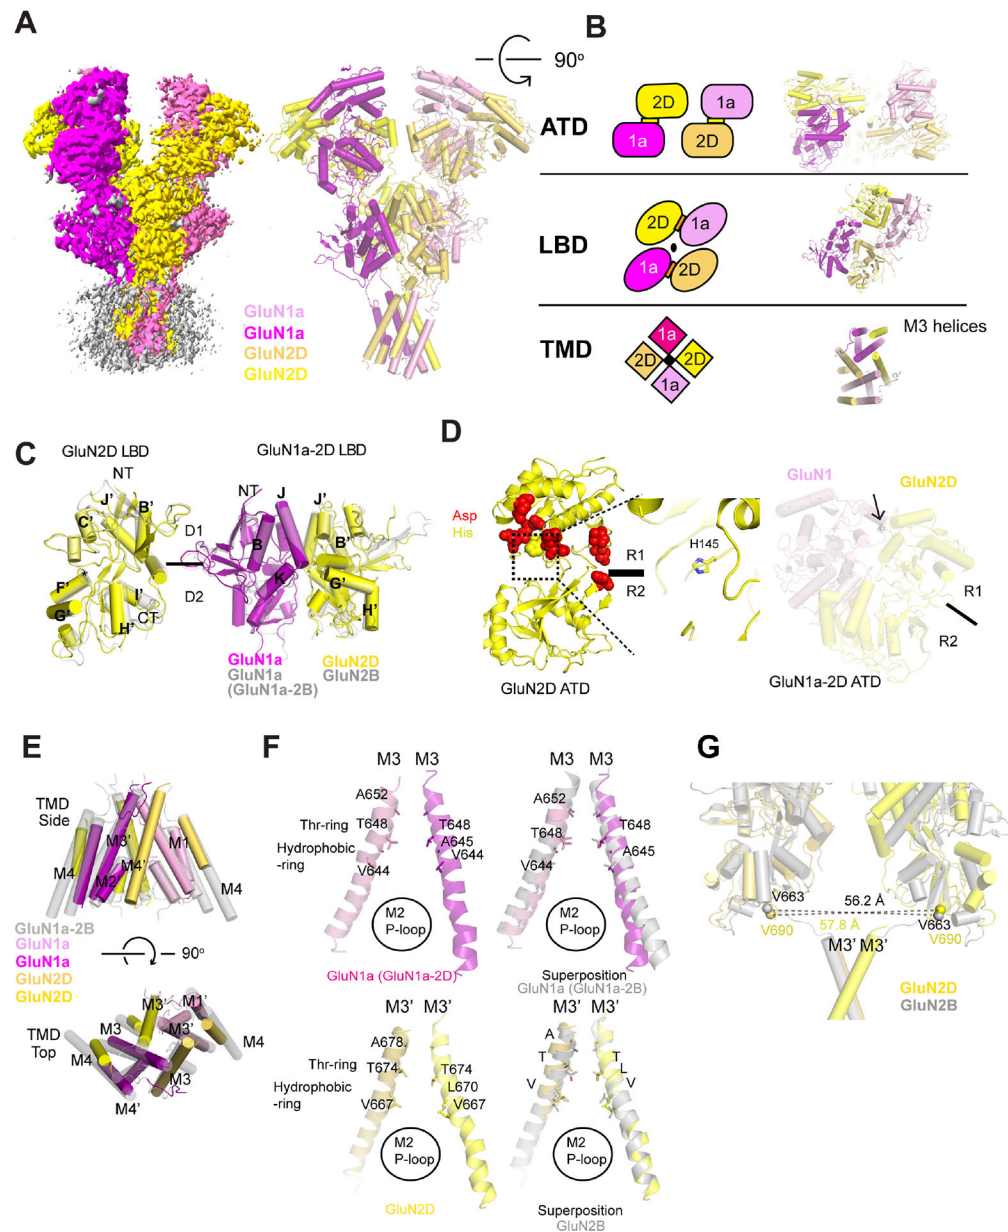 A
90°
GluN1a
GluN1a
GluN2D
GluN2D
B
ATD
2D
1a
1a
2D
LBD
2D
1a
1a
2D
TMD
1a
2D
2D
1a
M3 helices
C
GluN2D LBD
NT
J'
B'
C'
F'
G'
I'
CT
H'
D1
D2
GluN1a-2D LBD
NT
J
J'
B
B'
K
G'
H'
GluN1a
GluN1a
(GluN1a-2B)
GluN2D
GluN2B
D
Asp
His
R1
R2
GluN2D ATD
H145
GluN1
GluN2D
R1
R2
GluN1a-2D ATD
E
TMD
Side
M3'
M1
M4'
M2'
M4
M4
GluN1a-2B
GluN1a
GluN1a
GluN2D
GluN2D
90°
TMD
Top
M3'
M1'
M3
M3'
M4
M4
M3
M4'
F
M3
M3
A652
Thr-ring
T648
T648
Hydrophobic
-ring
A645
V644
V644
M2
P-loop
GluN1a (GluN1a-2D)
M3
M3
A652
T648
T648
A645
V644
M2
P-loop
Superposition
GluN1a (GluN1a-2B)
M3'
M3'
A678
Thr-ring
T674
T674
Hydrophobic
-ring
L670
V667
V667
M2
P-loop
GluN2D
M3'
M3'
A
T
T
L
V
V
M2
P-loop
Superposition
GluN2B
G
V663
56.2 Å
V663
V690
57.8 Å
V690
M3'
M3'
GluN2D
GluN2B